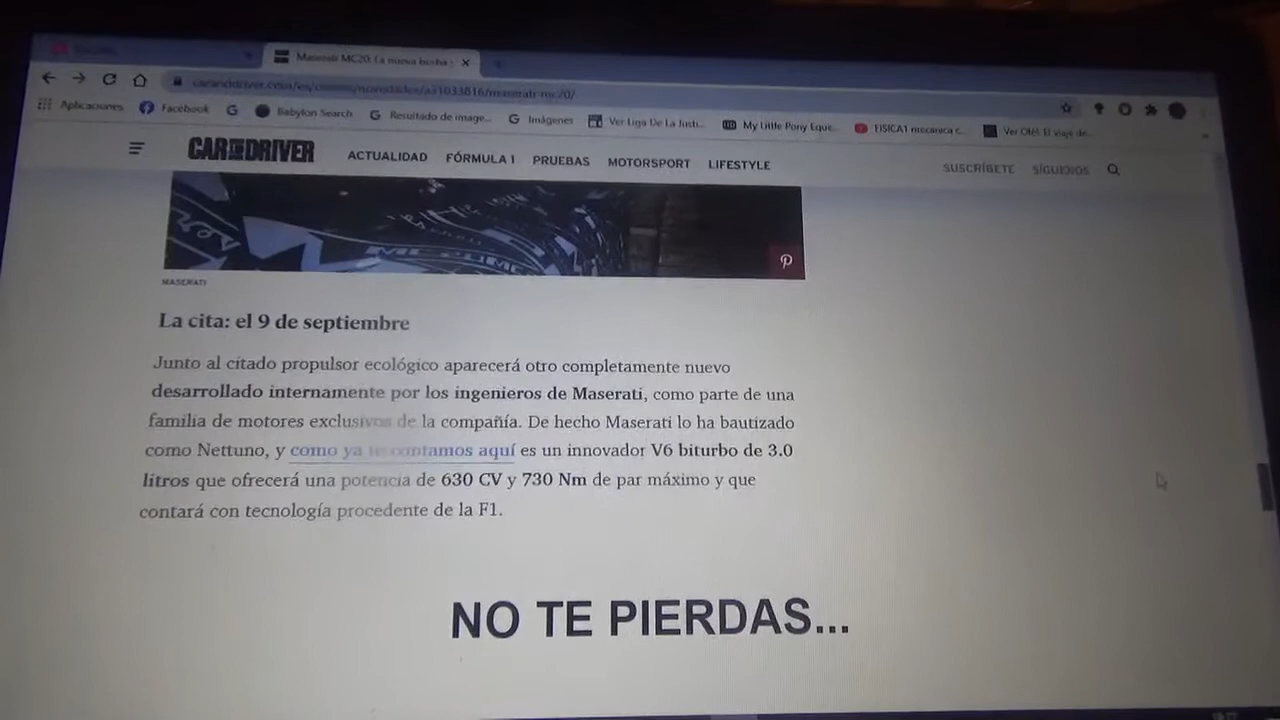 Maserati MC20: La nueva
caranddriver.com/es/coches/novedades/a31033816/maserati-mc20/
Aplicaciones Facebook Babylon Search Resultado de image... Imágenes Ver Liga De La Justi... My Little Pony Eque... FISICA1 mecanica c... Ver Olé! El viaje de...
CAR AND DRIVER ACTUALIDAD FÓRMULA 1 PRUEBAS MOTORSPORT LIFESTYLE SUSCRÍBETE SÍGUENOS
MASERATI
La cita: el 9 de septiembre
Junto al citado propulsor ecológico aparecerá otro completamente nuevo
desarrollado internamente por los ingenieros de Maserati, como parte de una
familia de motores exclusivos de la compañía. De hecho Maserati lo ha bautizado
como Nettuno, y como ya te contamos aquí es un innovador V6 biturbo de 3.0
litros que ofrecerá una potencia de 630 CV y 730 Nm de par máximo y que
contará con tecnología procedente de la F1.
NO TE PIERDAS...